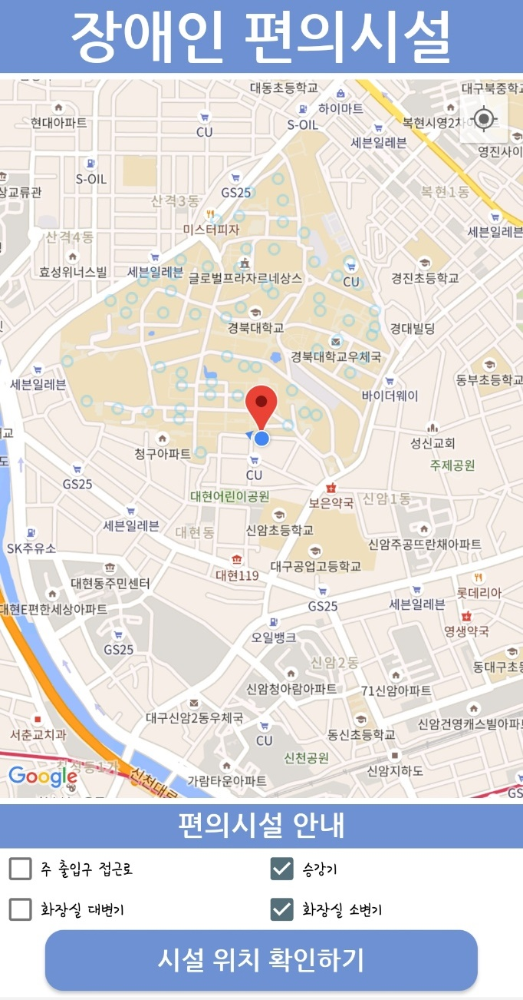 장애인 편의시설
대동초등학교
대구북중학교
하이마트
현대아파트
CU
S-OIL
복현시영2차아파트
세븐일레븐
영진사이
S-OIL
상교류관
GS25
산격3동
복현1동
미스터피자
세븐일레븐
산격4동
효성위너스빌
세븐일레븐
글로벌프라자르네상스
CU
경진초등학교
경북대학교
경대빌딩
경북대학교우체국
세븐일레븐
바이더웨이
동부초등학교
성신교회
청구아파트
CU
주제공원
GS25
대현어린이공원
보은약국
신암1동
세븐일레븐
대현동
신암초등학교
SK주유소
신암주공뜨란채아파트
대구공업고등학교
대현119
대현동주민센터
롯데리아
대현E편한세상아파트
GS25
세븐일레븐
영생약국
오일뱅크
GS25
신암2동
동대구초등
신암청아람아파트
71신암아파트
대구신암2동우체국
신암건영캐스빌아파트
서춘교치과
CU
동신초등학교
신천공원
신암지하도
Google
칠성동1가
신천대로
가람타운아파트
GS
편의시설 안내
주 출입구 접근로
승강기
화장실 대변기
화장실 소변기
시설 위치 확인하기